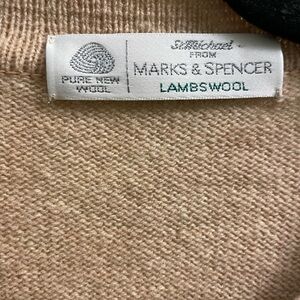 PURE NEW
WOOL
St Michael
FROM
MARKS & SPENCER
LAMBSWOOL